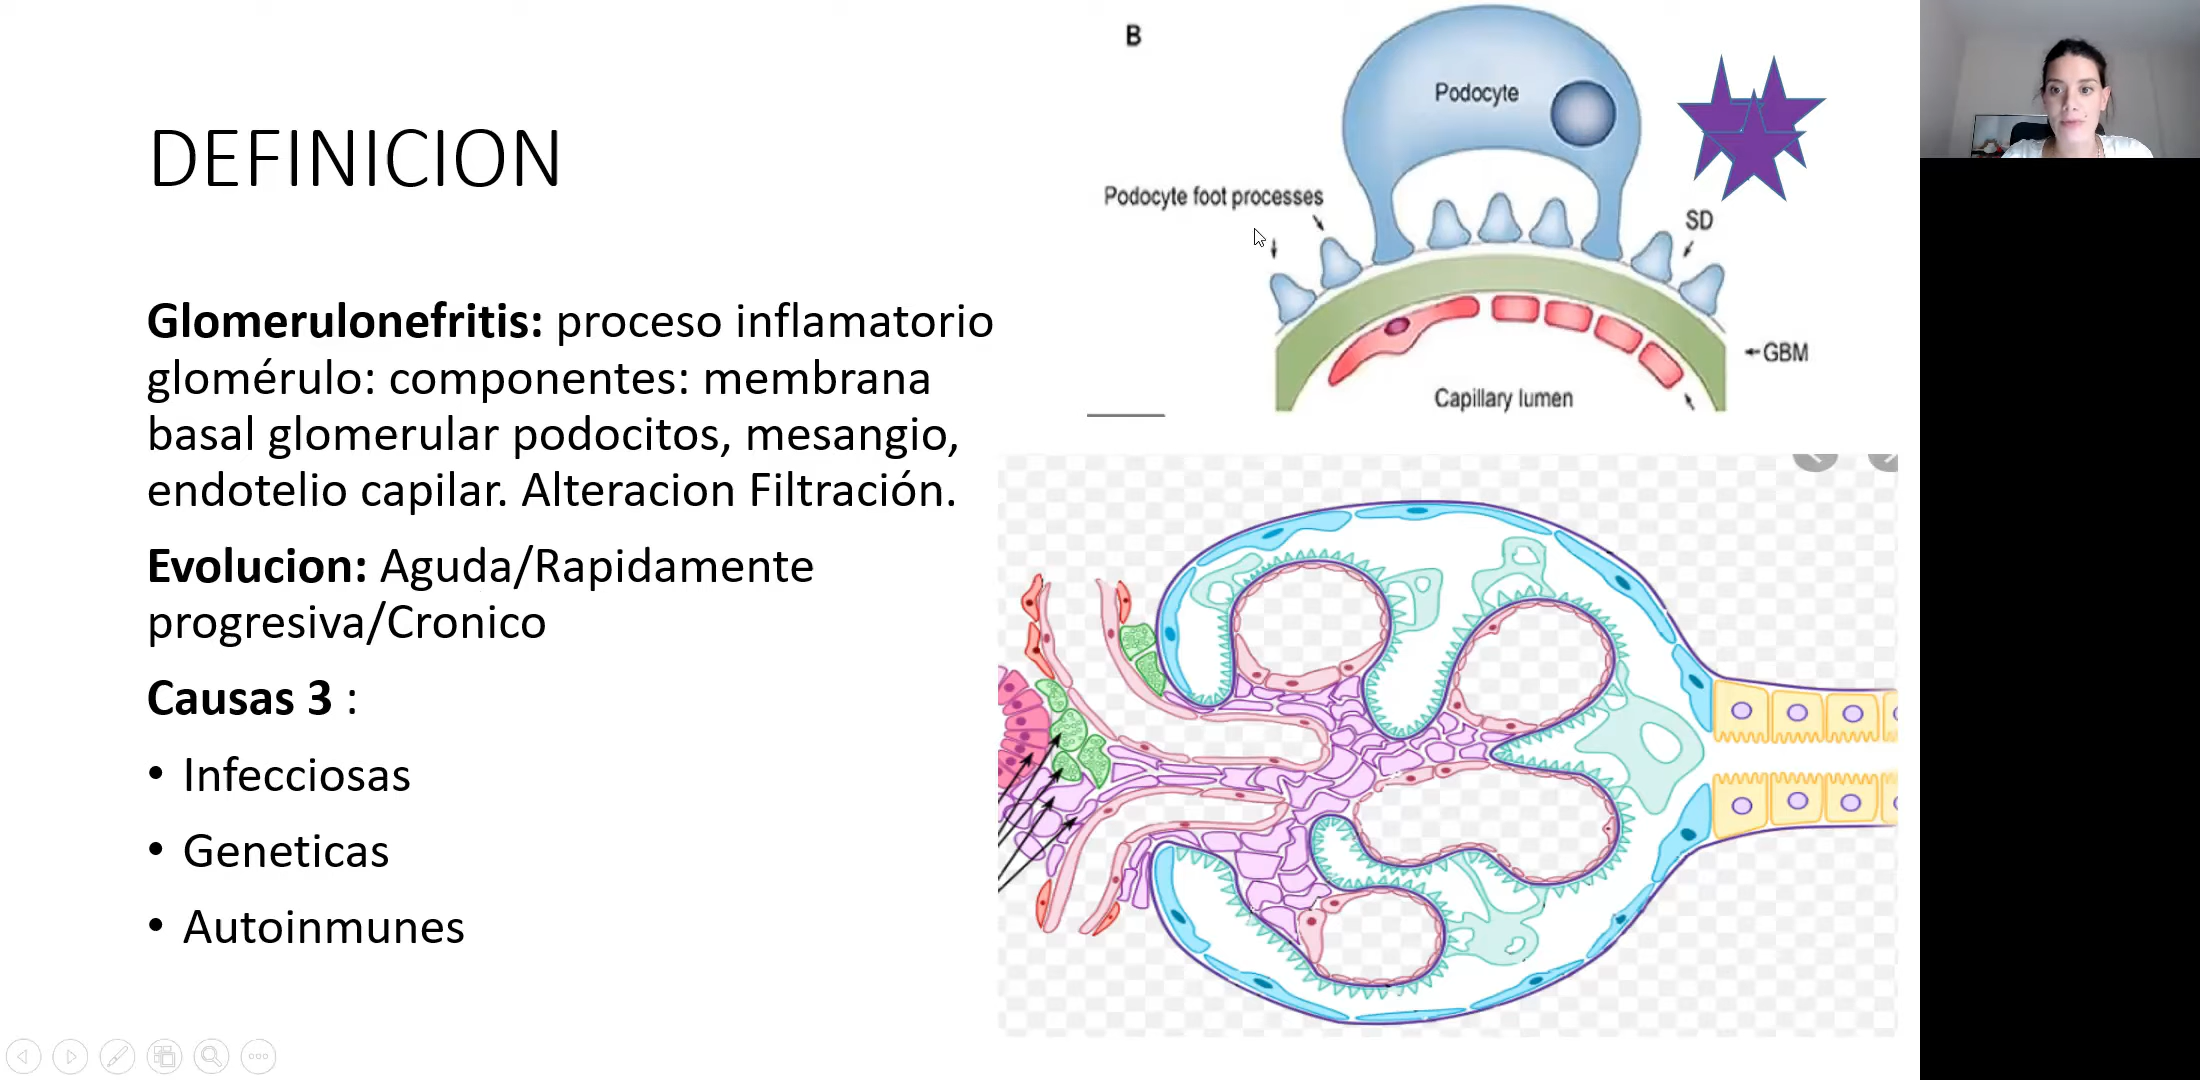 DEFINICION
Glomerulonefritis: proceso inflamatorio
glomérulo: componentes: membrana
basal glomerular podocitos, mesangio,
endotelio capilar. Alteracion Filtración.
Evolucion: Aguda/Rapidamente
progresiva/Cronico
Causas 3 :
• Infecciosas
• Geneticas
• Autoinmunes
B
Podocyte
Podocyte foot processes
SD
GBM
Capillary lumen